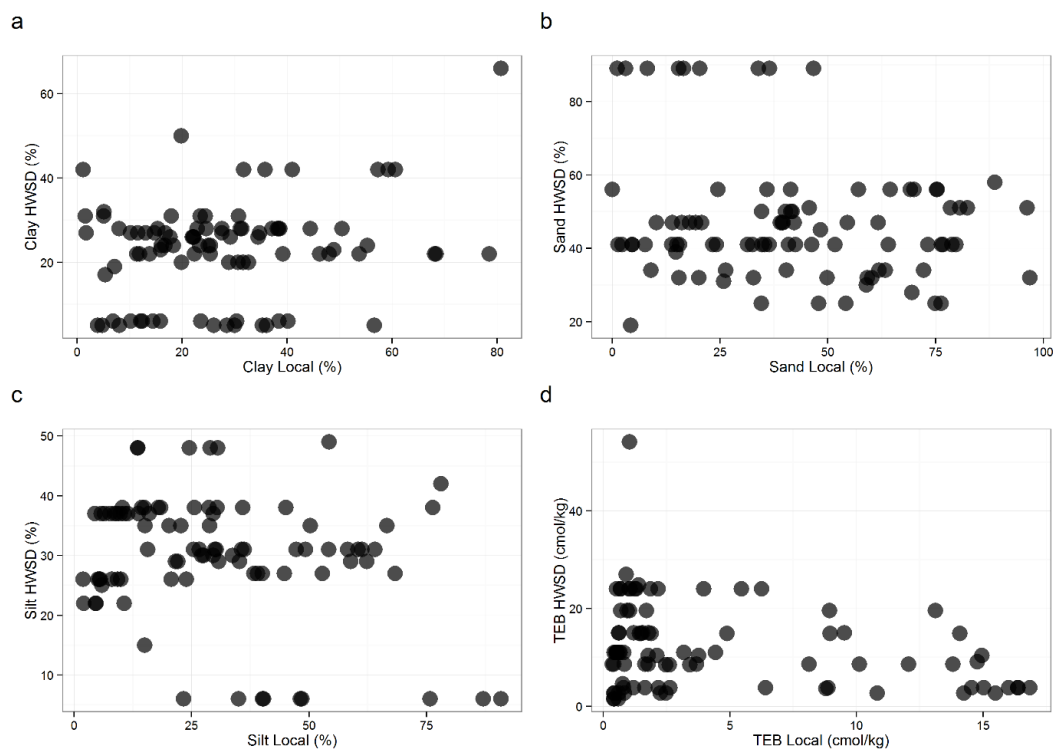 a
60
40
20
0 20 40 60 80
Clay HWSD (%)
Clay Local (%)
b
80
60
40
20
0 25 50 75 100
Sand HWSD (%)
Sand Local (%)
c
50
40
30
20
10
0 25 50 75
Silt HWSD (%)
Silt Local (%)
d
60
40
20
0
0 5 10 15
TEB HWSD (cmol/kg)
TEB Local (cmol/kg)